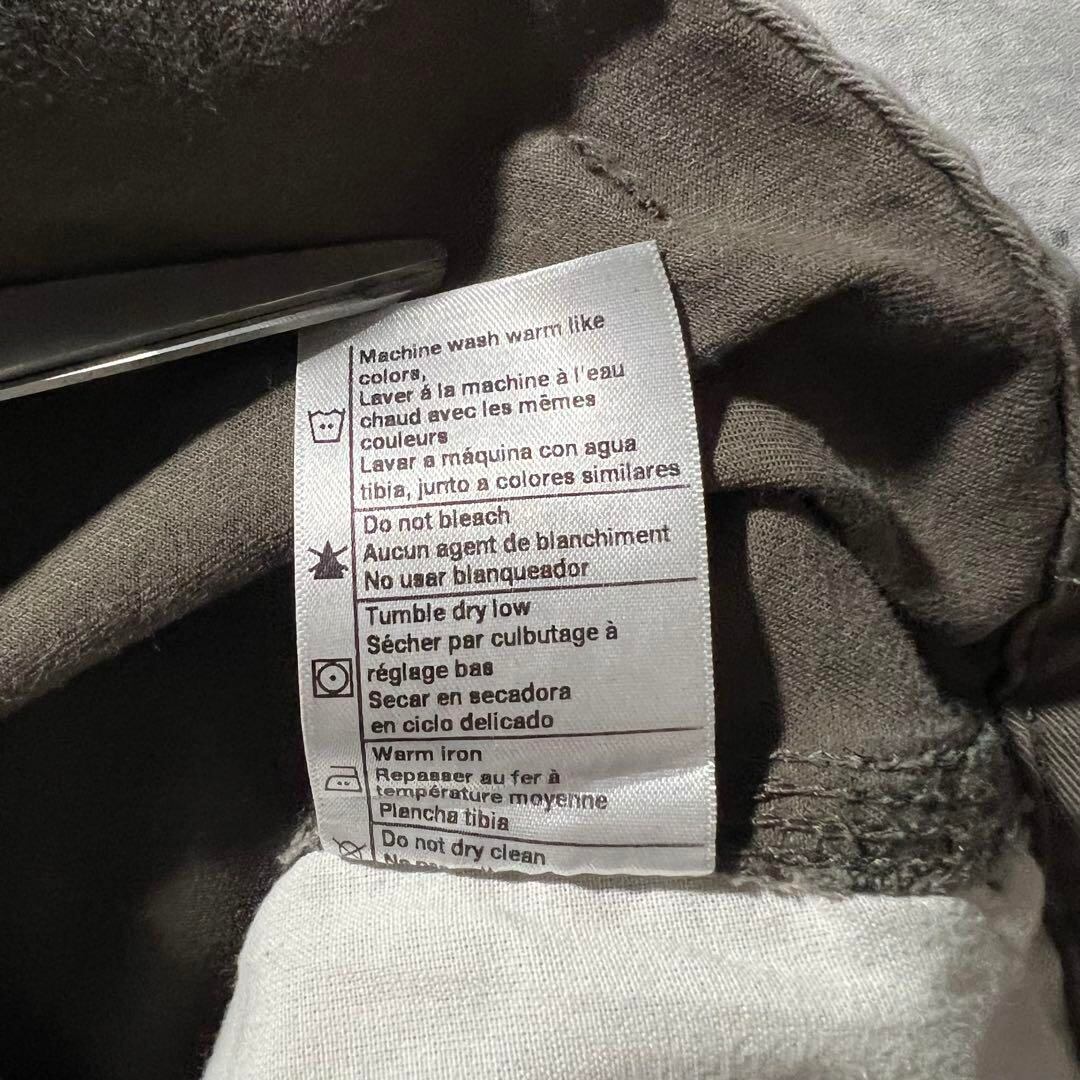 Machine wash warm like
colors,
Laver á la machine à l'eau
chaud avec les mêmes
couleurs
Lavar a máquina con agua
tibia, junto a colores similares
Do not bleach
Aucun agent de blanchiment
No usar blanqueador
Tumble dry low
Sécher par culbutage à
réglage bas
Secar en secadora
en ciclo delicado
Warm iron
Repasser au fer à
température moyenne
Plancha tibia
Do not dry clean